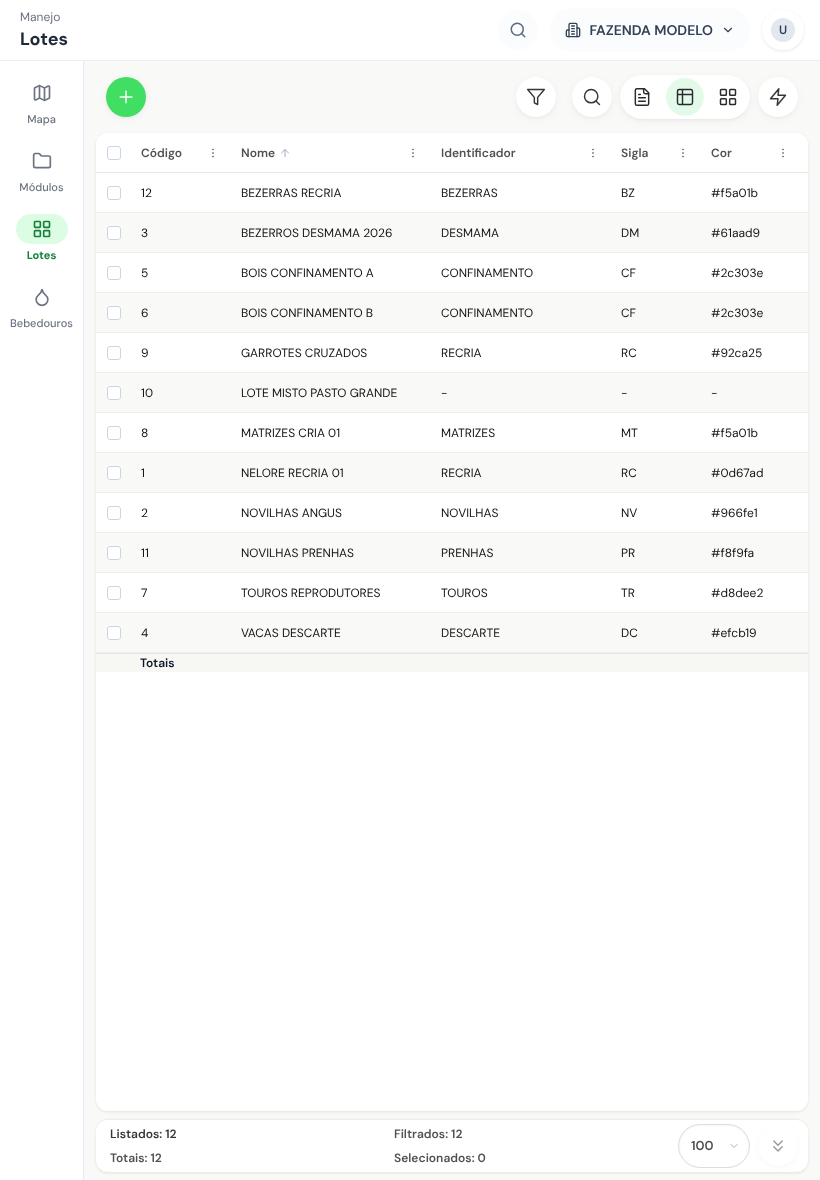 Manejo
Lotes
FAZENDA MODELO
U
Mapa
Módulos
Lotes
Bebedouros
Código Nome Identificador Sigla Cor
12 BEZERRAS RECRIA BEZERRAS BZ #f5a01b
3 BEZERROS DESMAMA 2026 DESMAMA DM #61aad9
5 BOIS CONFINAMENTO A CONFINAMENTO CF #2c303e
6 BOIS CONFINAMENTO B CONFINAMENTO CF #2c303e
9 GARROTES CRUZADOS RECRIA RC #92ca25
10 LOTE MISTO PASTO GRANDE - - -
8 MATRIZES CRIA 01 MATRIZES MT #f5a01b
1 NELORE RECRIA 01 RECRIA RC #0d67ad
2 NOVILHAS ANGUS NOVILHAS NV #966fe1
11 NOVILHAS PRENHAS PRENHAS PR #f8f9fa
7 TOUROS REPRODUTORES TOUROS TR #d8dee2
4 VACAS DESCARTE DESCARTE DC #efcb19
Totais
Listados: 12 Filtrados: 12
Totais: 12 Selecionados: 0
100